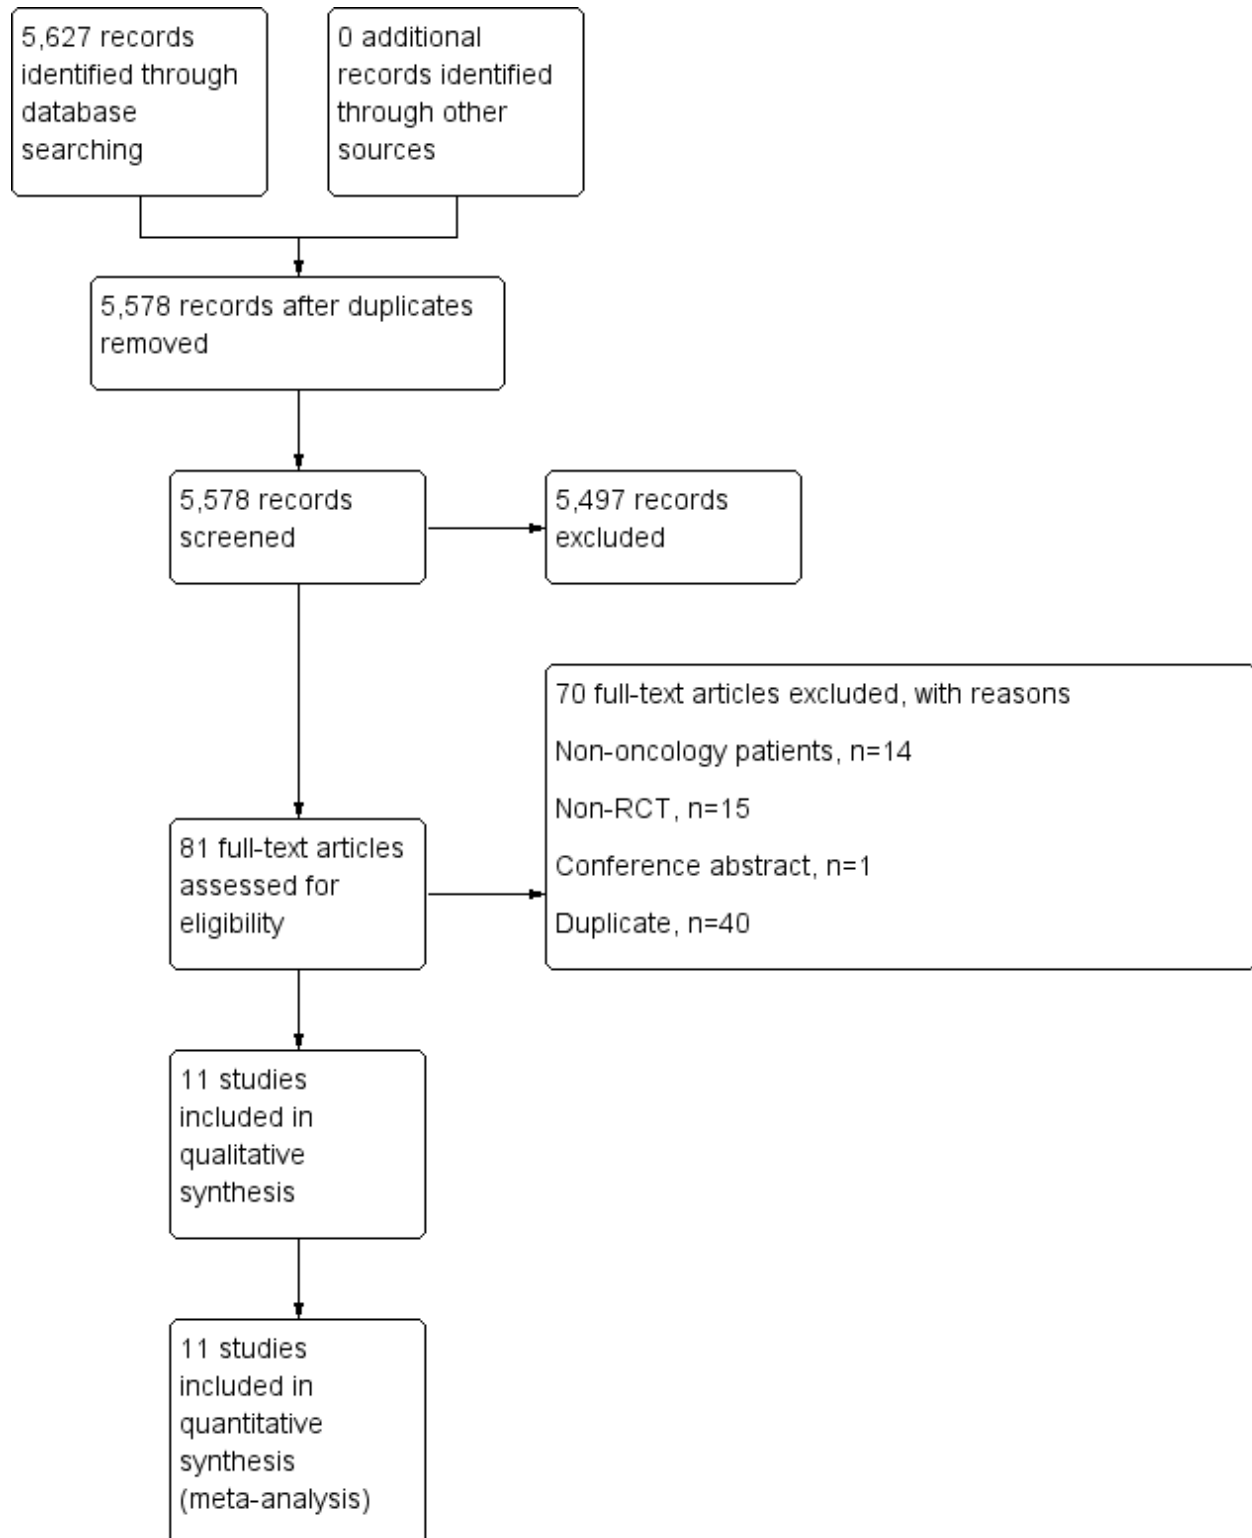 5,627 records
identified through
database
searching
0 additional
records identified
through other
sources
5,578 records after duplicates
removed
5,578 records
screened
5,497 records
excluded
70 full-text articles excluded, with reasons
Non-oncology patients, n=14
Non-RCT, n=15
Conference abstract, n=1
Duplicate, n=40
81 full-text articles
assessed for
eligibility
11 studies
included in
qualitative
synthesis
11 studies
included in
quantitative
synthesis
(meta-analysis)